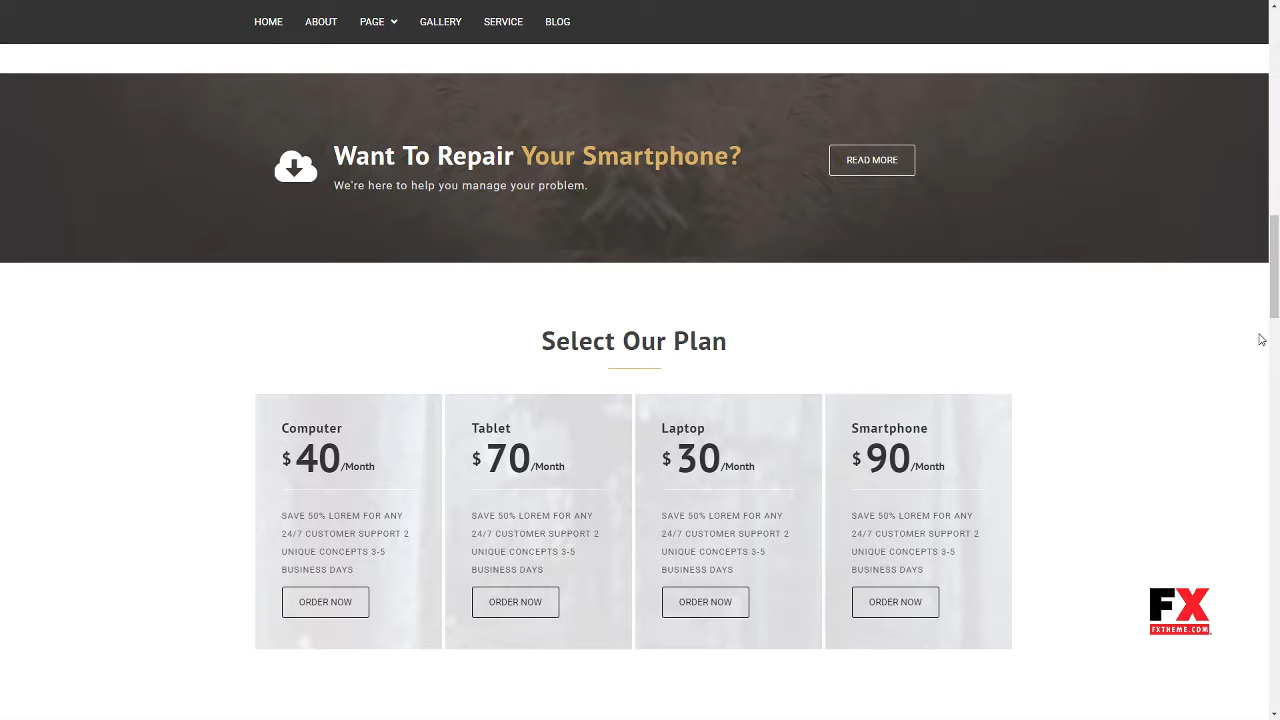 HOME ABOUT PAGE GALLERY SERVICE BLOG
Want To Repair Your Smartphone?
We're here to help you manage your problem.
READ MORE
Select Our Plan
Computer
$ 40 /Month
SAVE 50% LOREM FOR ANY
24/7 CUSTOMER SUPPORT 2
UNIQUE CONCEPTS 3-5
BUSINESS DAYS
ORDER NOW
Tablet
$ 70 /Month
SAVE 50% LOREM FOR ANY
24/7 CUSTOMER SUPPORT 2
UNIQUE CONCEPTS 3-5
BUSINESS DAYS
ORDER NOW
Laptop
$ 30 /Month
SAVE 50% LOREM FOR ANY
24/7 CUSTOMER SUPPORT 2
UNIQUE CONCEPTS 3-5
BUSINESS DAYS
ORDER NOW
Smartphone
$ 90 /Month
SAVE 50% LOREM FOR ANY
24/7 CUSTOMER SUPPORT 2
UNIQUE CONCEPTS 3-5
BUSINESS DAYS
ORDER NOW
FX
FXTHEME.COM